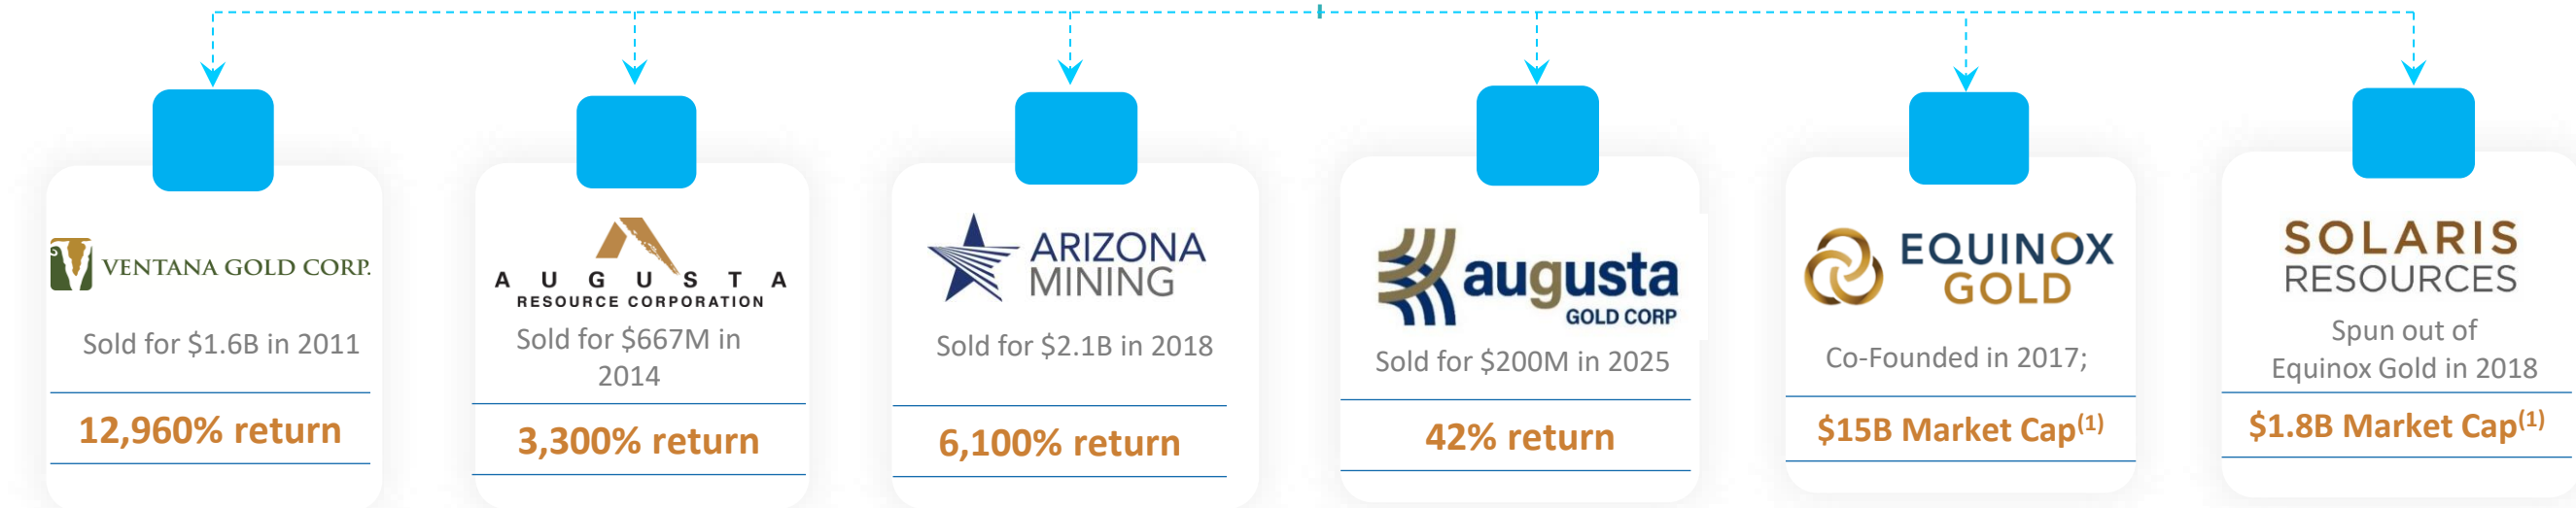 VENTANA GOLD CORP.
Sold for $1.6B in 2011
12,960% return
AUGUSTA
RESOURCE CORPORATION
Sold for $667M in
2014
3,300% return
ARIZONA
MINING
Sold for $2.1B in 2018
6,100% return
augusta
GOLD CORP
Sold for $200M in 2025
42% return
EQUINOX
GOLD
Co-Founded in 2017;
$15B Market Cap(1)
SOLARIS
RESOURCES
Spun out of
Equinox Gold in 2018
$1.8B Market Cap(1)